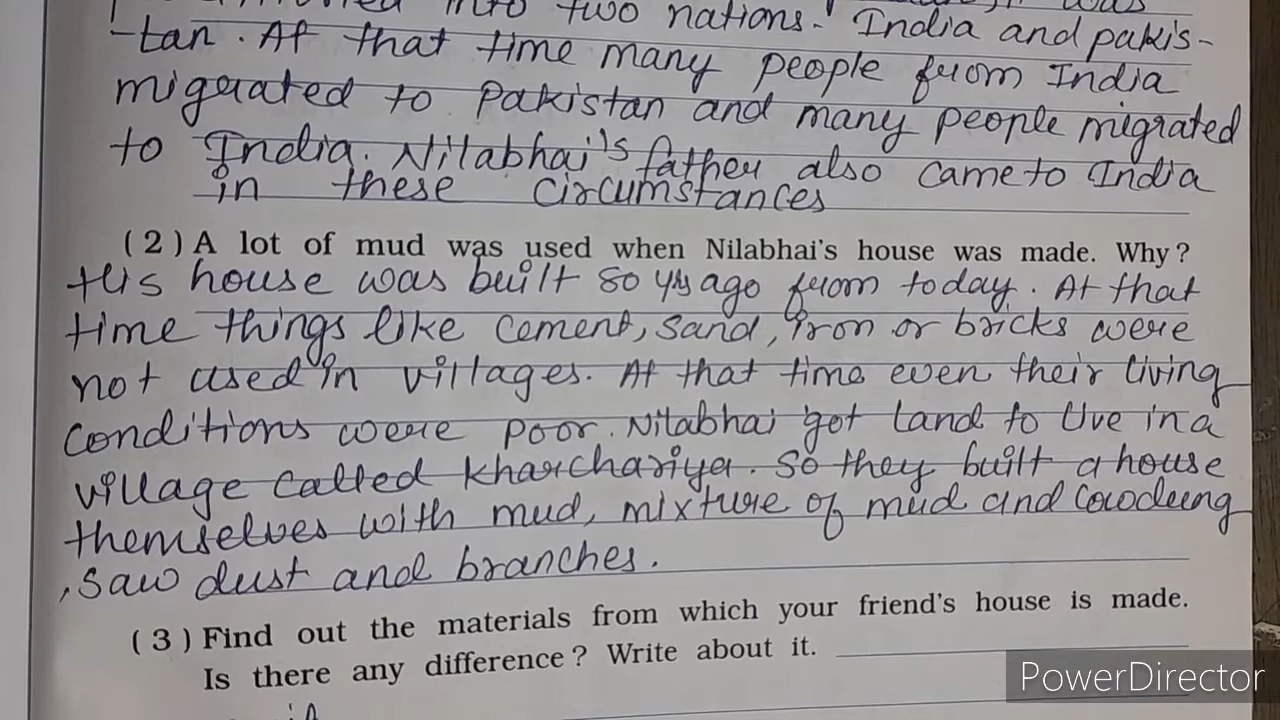 into two nations. India and pakis-
-tan. At that time many people from India
migrated to Pakistan and many people migrated
to India. Nilabhai's father also came to India
in these circumstances
(2) A lot of mud was used when Nilabhai's house was made. Why?
His house was built 80 yrs ago from today. At that
time things like cement, sand, iron or bricks were
not used in villages. At that time even their living
conditions were poor. Nilabhai got land to live in a
village called kharchariya. So they built a house
themselves with mud, mixture of mud and cowdung
, saw dust and branches.
(3) Find out the materials from which your friend's house is made.
Is there any difference? Write about it.
PowerDirector